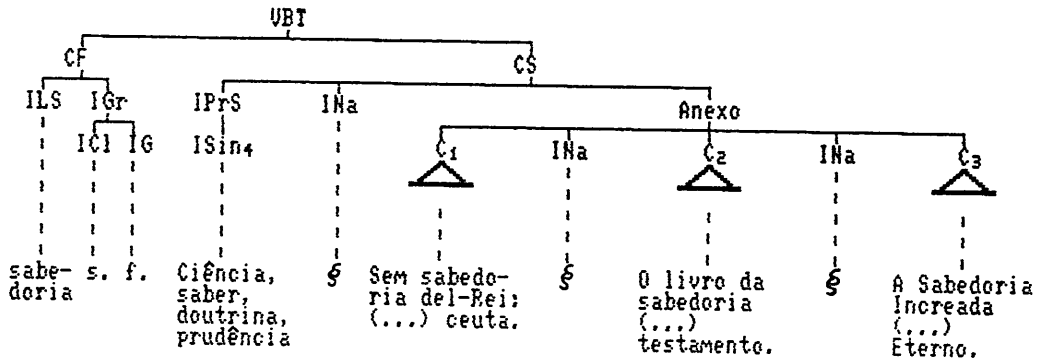 VBT
CF CS
ILS IGr IPrS INa Anexo
ICl IG ISin4 C1 INa C2 INa C3
sabe- s. f. Ciência, § Sem sabedo- § O livro da § A Sabedoria
doria saber, ria del-Rei; sabedoria Increada
doutrina, (...) ceuta. (...) (...)
prudência testamento. Eterno.